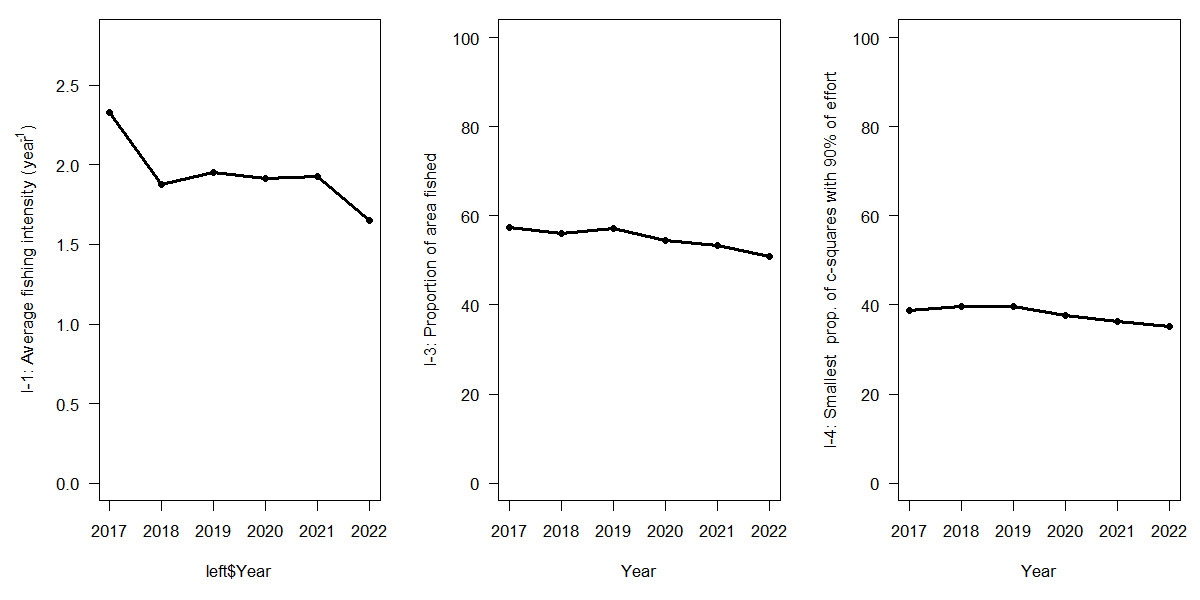 I-1: Average fishing intensity (year-1)
2.5
2.0
1.5
1.0
0.5
0.0
2017 2018 2019 2020 2021 2022
left$Year
I-3: Proportion of area fished
100
80
60
40
20
0
2017 2018 2019 2020 2021 2022
Year
I-4: Smallest prop. of c-squares with 90% of effort
100
80
60
40
20
0
2017 2018 2019 2020 2021 2022
Year